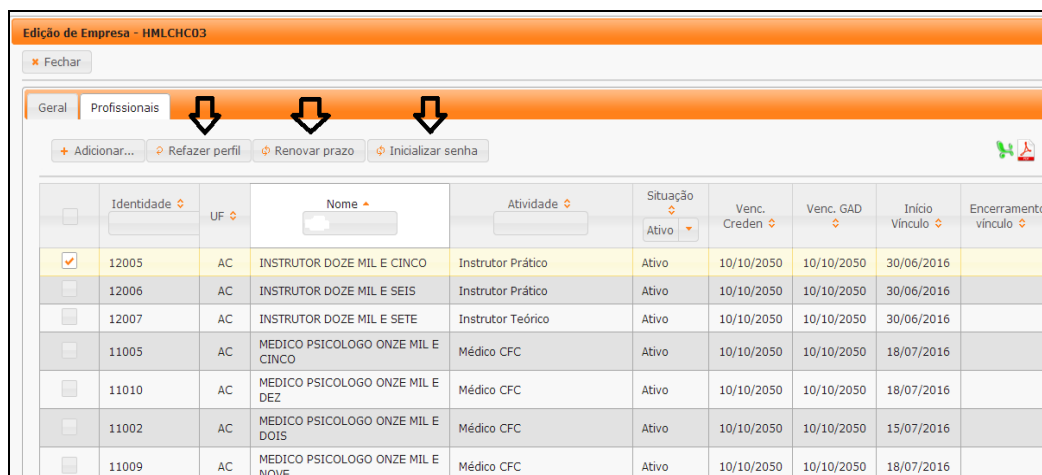 Edição de Empresa - HMLCHC03
Fechar
Geral Profissionais
Adicionar... Refazer perfil Renovar prazo Inicializar senha
Identidade UF Nome Atividade Situação Ativo Venc. Creden Venc. GAD Início Vínculo Encerramento vínculo
12005 AC INSTRUTOR DOZE MIL E CINCO Instrutor Prático Ativo 10/10/2050 10/10/2050 30/06/2016
12006 AC INSTRUTOR DOZE MIL E SEIS Instrutor Prático Ativo 10/10/2050 10/10/2050 30/06/2016
12007 AC INSTRUTOR DOZE MIL E SETE Instrutor Teórico Ativo 10/10/2050 10/10/2050 30/06/2016
11005 AC MEDICO PSICOLOGO ONZE MIL E CINCO Médico CFC Ativo 10/10/2050 10/10/2050 18/07/2016
11010 AC MEDICO PSICOLOGO ONZE MIL E DEZ Médico CFC Ativo 10/10/2050 10/10/2050 18/07/2016
11002 AC MEDICO PSICOLOGO ONZE MIL E DOIS Médico CFC Ativo 10/10/2050 10/10/2050 15/07/2016
11009 AC MEDICO PSICOLOGO ONZE MIL E NOVE Médico CFC Ativo 10/10/2050 10/10/2050 18/07/2016